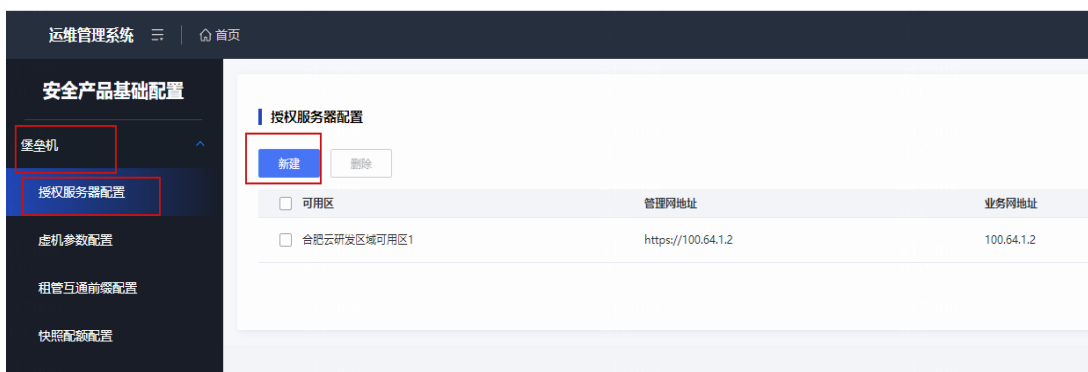 运维管理系统 首页
安全产品基础配置
堡垒机
授权服务器配置
虚机参数配置
租管互通前缀配置
快照配额配置
授权服务器配置
新建 删除
可用区 管理网地址 业务网地址
合肥云研发区域可用区1 https://100.64.1.2 100.64.1.2